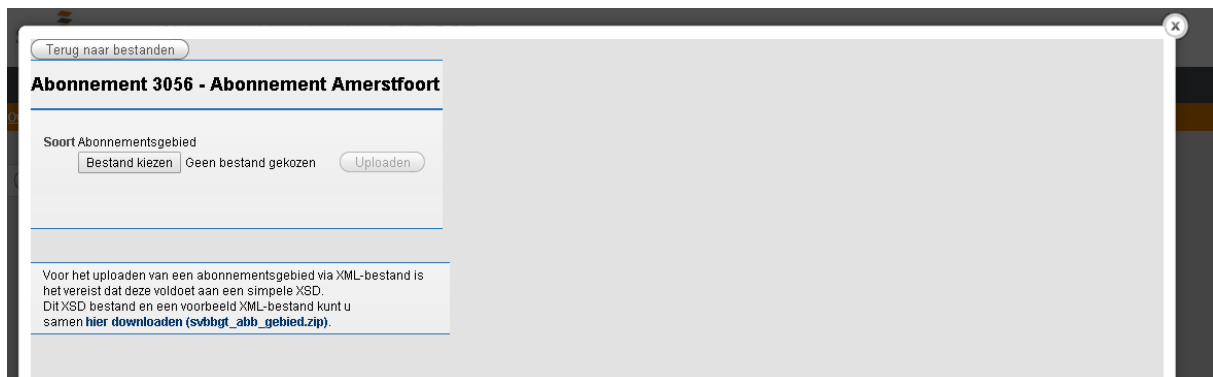 x
Terug naar bestanden
Abonnement 3056 - Abonnement Amerstfoort
Soort Abonnementsgebied
Bestand kiezen Geen bestand gekozen Uploaden
Voor het uploaden van een abonnementsgebied via XML-bestand is
het vereist dat deze voldoet aan een simpele XSD.
Dit XSD bestand en een voorbeeld XML-bestand kunt u
samen hier downloaden (svbbgt_abb_gebied.zip).